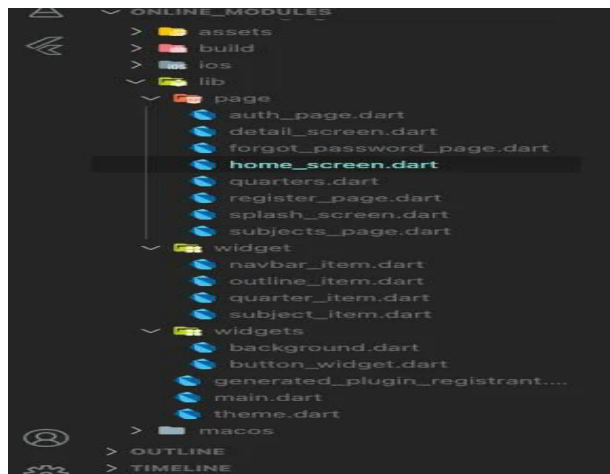 ONLINE_MODULES
assets
build
ios
lib
page
auth_page.dart
detail_screen.dart
forgot_password_page.dart
home_screen.dart
quarters.dart
register_page.dart
splash_screen.dart
subjects_page.dart
widget
navbar_item.dart
outline_item.dart
quarter_item.dart
subject_item.dart
widgets
background.dart
button_widget.dart
generated_plugin_registrant....
main.dart
theme.dart
macos
OUTLINE
TIMELINE